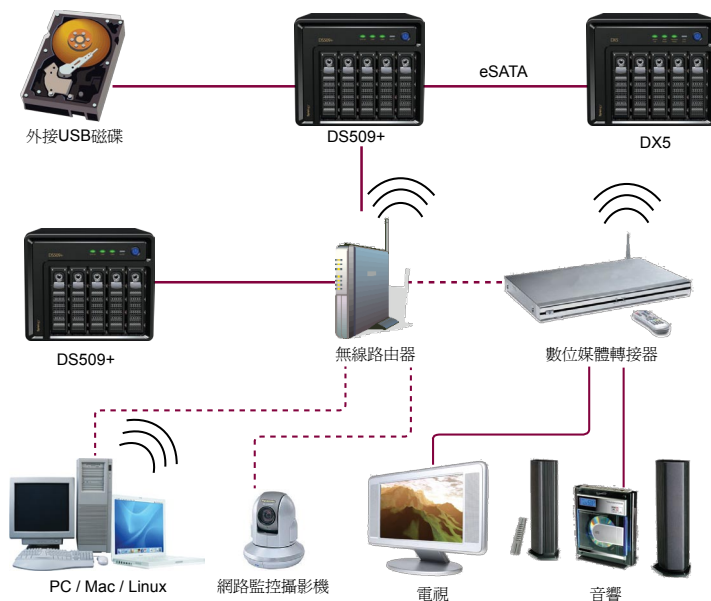 eSATA
外接USB磁碟
DS509+
DX5
DS509+
無線路由器
數位媒體轉接器
PC / Mac / Linux
網路監控攝影機
電視
音響